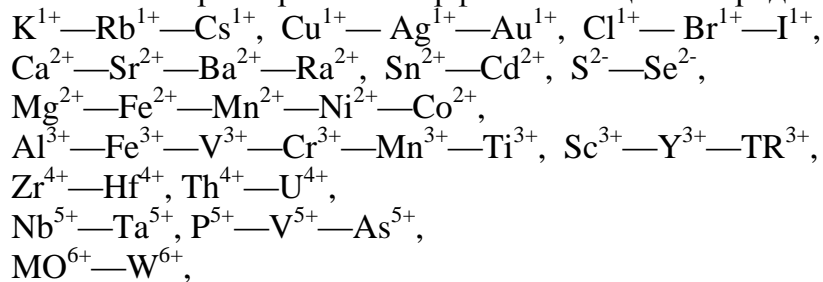 K¹⁺—Rb¹⁺—Cs¹⁺, Cu¹⁺— Ag¹⁺—Au¹⁺, Cl¹⁺— Br¹⁺—I¹⁺,
Ca²⁺—Sr²⁺—Ba²⁺—Ra²⁺, Sn²⁺—Cd²⁺, S²⁻—Se²⁻,
Mg²⁺—Fe²⁺—Mn²⁺—Ni²⁺—Co²⁺,
Al³⁺—Fe³⁺—V³⁺—Cr³⁺—Mn³⁺—Ti³⁺, Sc³⁺—Y³⁺—TR³⁺,
Zr⁴⁺—Hf⁴⁺, Th⁴⁺—U⁴⁺,
Nb⁵⁺—Ta⁵⁺, P⁵⁺—V⁵⁺—As⁵⁺,
MO⁶⁺—W⁶⁺,